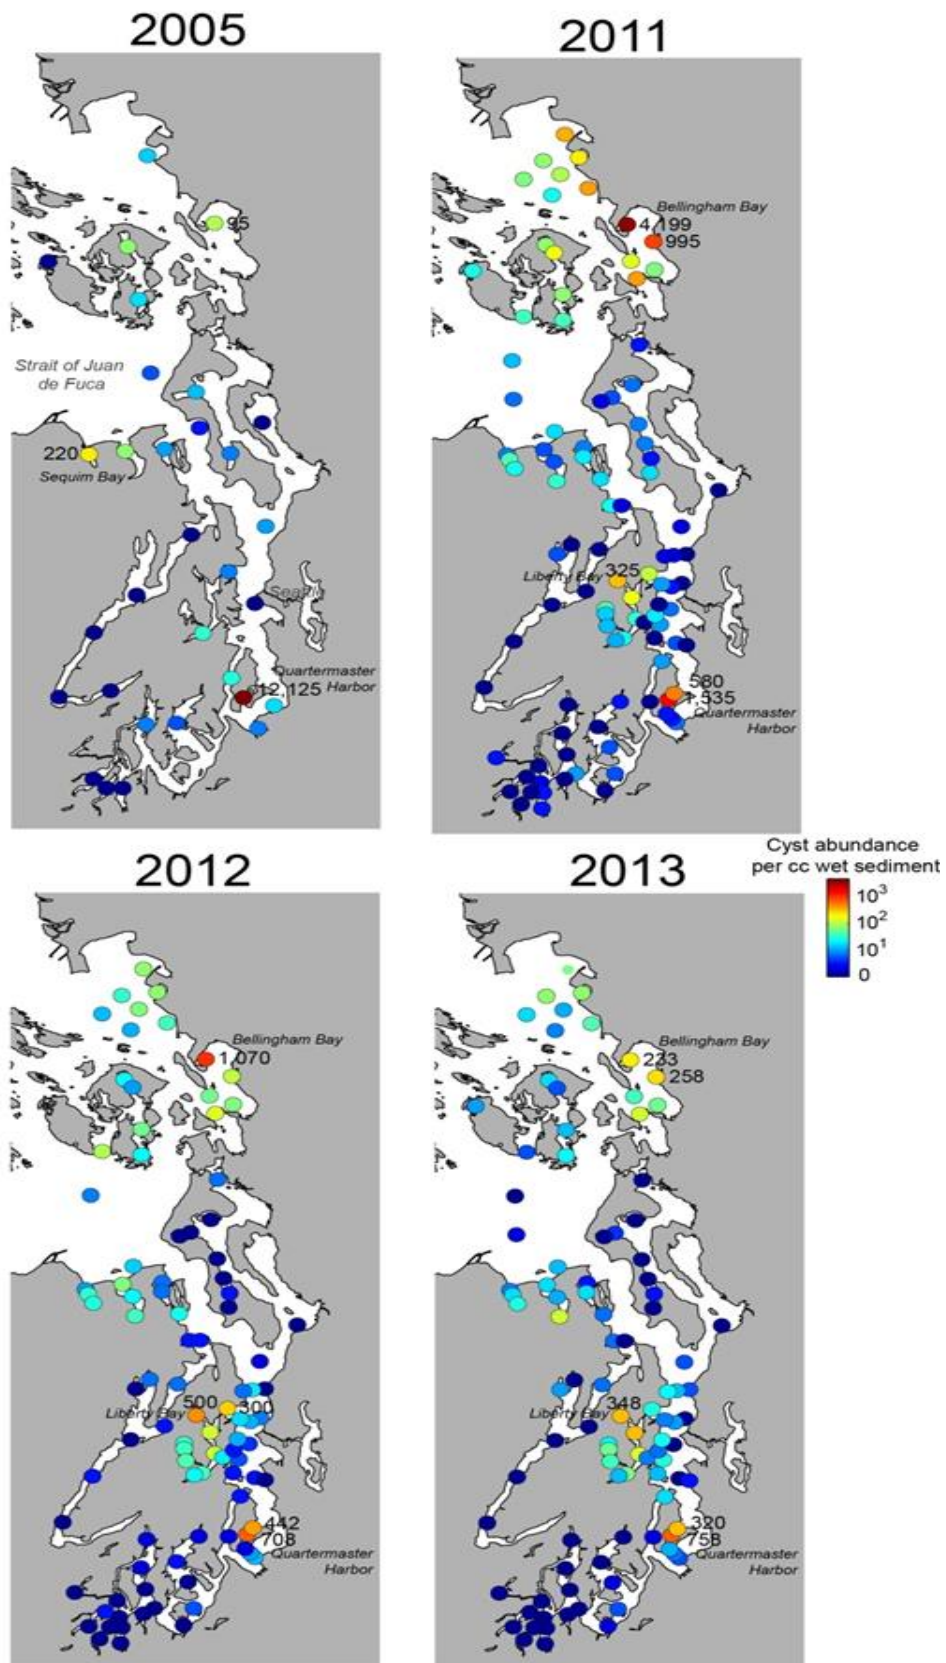 2005
95
Strait of Juan
de Fuca
220
Sequim Bay
Seattle
Quartermaster
Harbor
12,125
2011
Bellingham Bay
4,199
995
325
Liberty Bay
580
1,535
Quartermaster
Harbor
Cyst abundance
per cc wet sediment
10³
10²
10¹
0
2012
Bellingham Bay
1,070
500
300
Liberty Bay
442
708
Quartermaster
Harbor
2013
Bellingham Bay
233
258
348
Liberty Bay
320
758
Quartermaster
Harbor